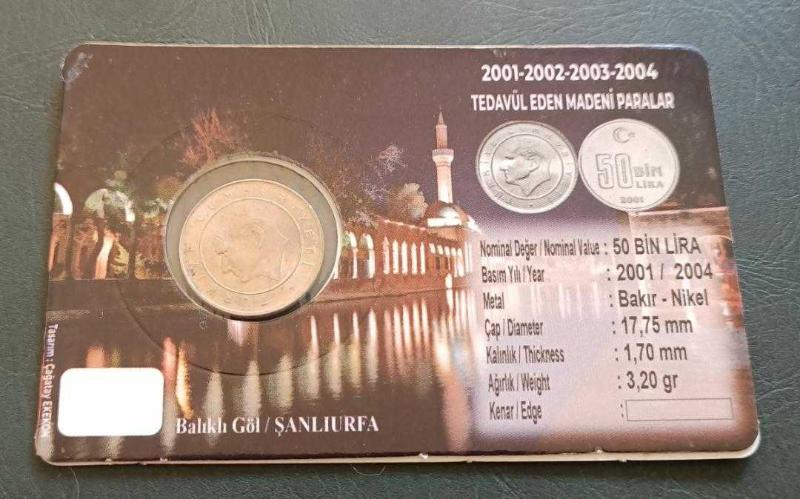 2001-2002-2003-2004
TEDAVÜL EDEN MADENİ PARALAR
50 BİN
LİRA
2001
Nominal Değer / Nominal Value : 50 BİN LİRA
Basım Yılı / Year : 2001 / 2004
Metal : Bakır - Nikel
Çap / Diameter : 17,75 mm
Kalınlık / Thickness : 1,70 mm
Ağırlık / Weight : 3,20 gr
Kenar / Edge :
Balıklı Göl / ŞANLIURFA
Tasarım : Çağatay EKEKON